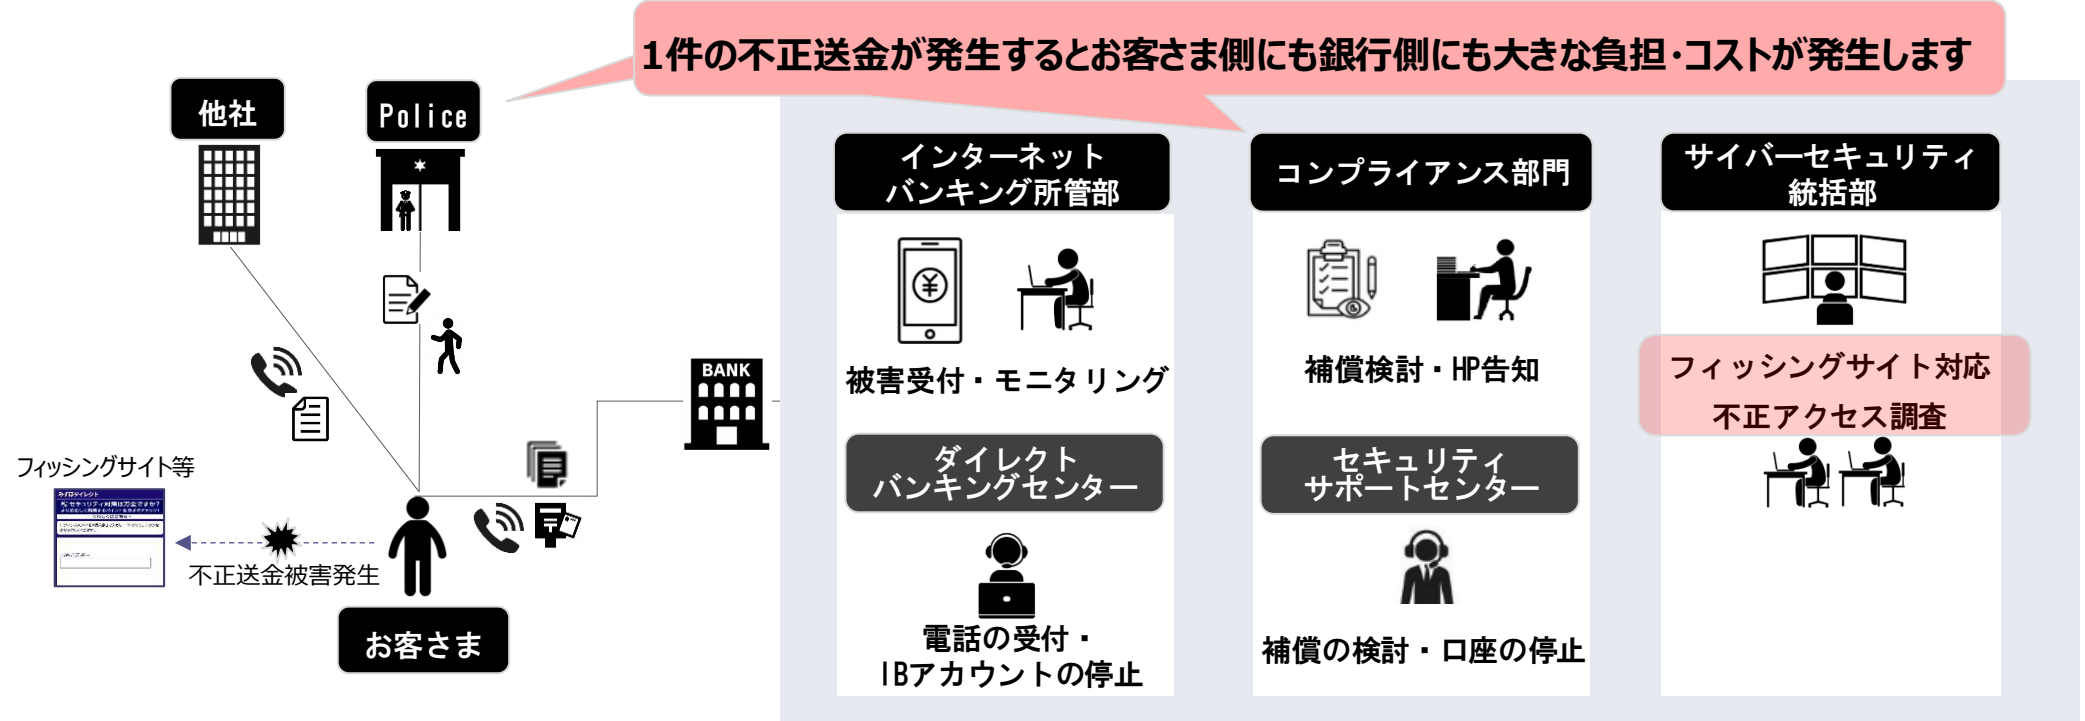 1件の不正送金が発生するとお客さま側にも銀行側にも大きな負担・コストが発生します
他社
Police
インターネット
バンキング所管部
コンプライアンス部門
サイバーセキュリティ
統括部
被害受付・モニタリング
補償検討・HP告知
フィッシングサイト対応
不正アクセス調査
BANK
ダイレクト
バンキングセンター
セキュリティ
サポートセンター
フィッシングサイト等
不正送金被害発生
お客さま
電話の受付・
IBアカウントの停止
補償の検討・口座の停止